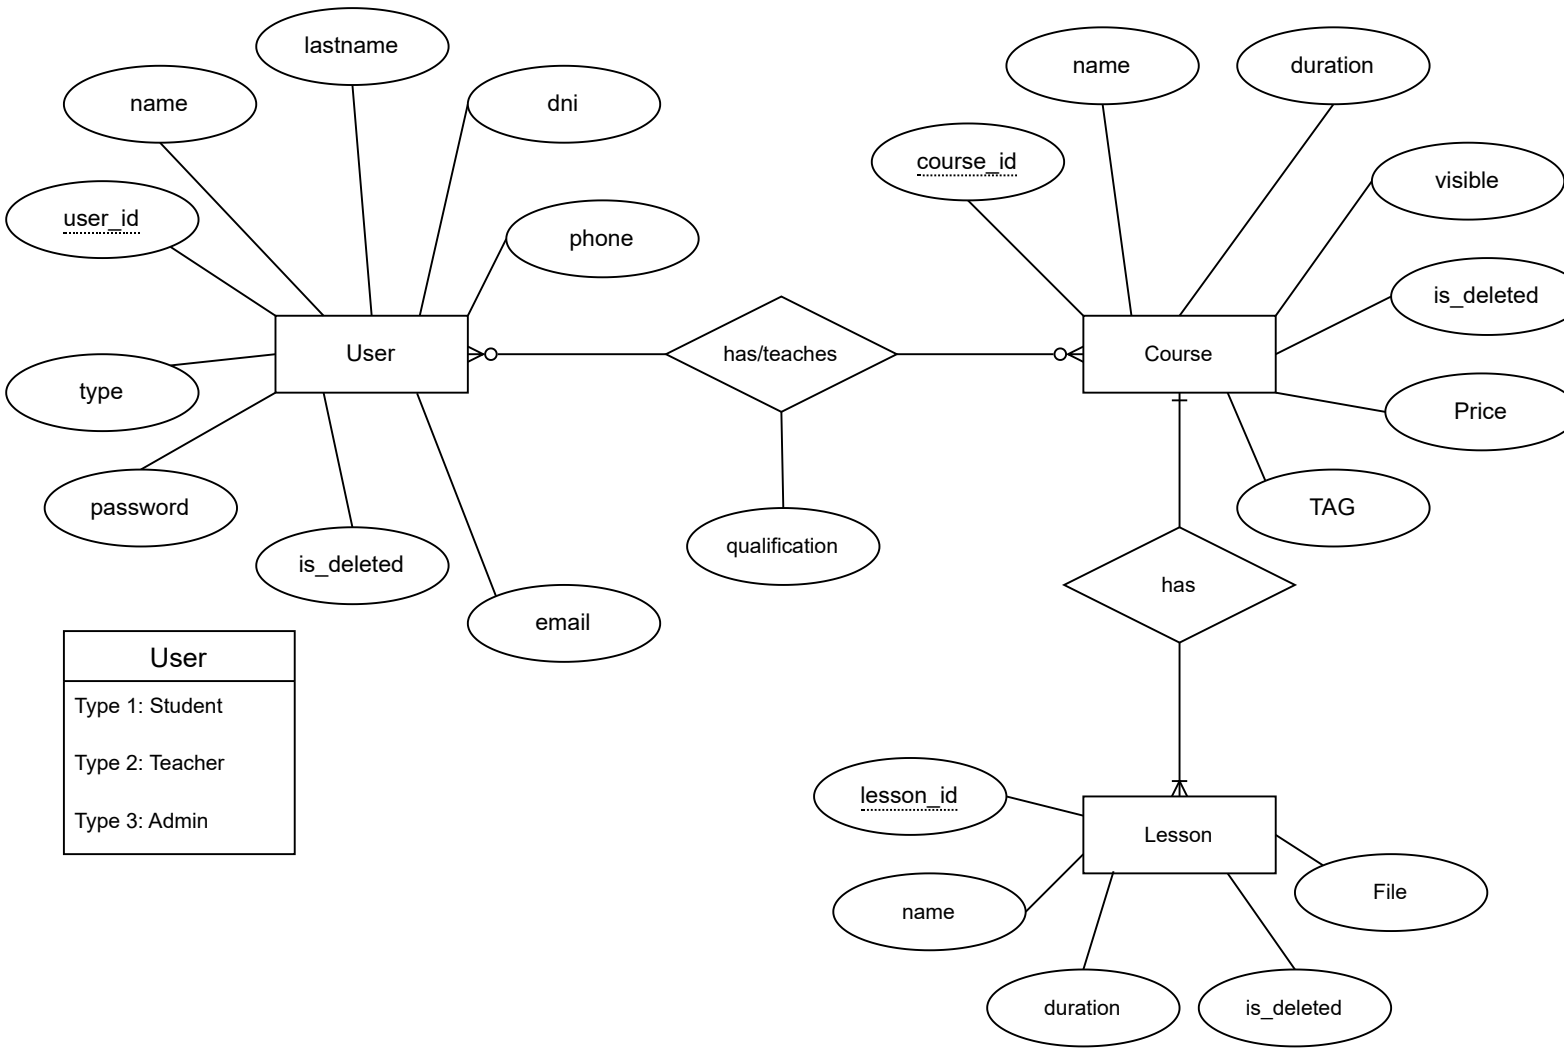 lastname
name
dni
user_id
phone
User
type
password
is_deleted
email
has/teaches
qualification
name
duration
course_id
visible
is_deleted
Course
Price
TAG
has
lesson_id
Lesson
name
File
duration
is_deleted
User
Type 1: Student
Type 2: Teacher
Type 3: Admin